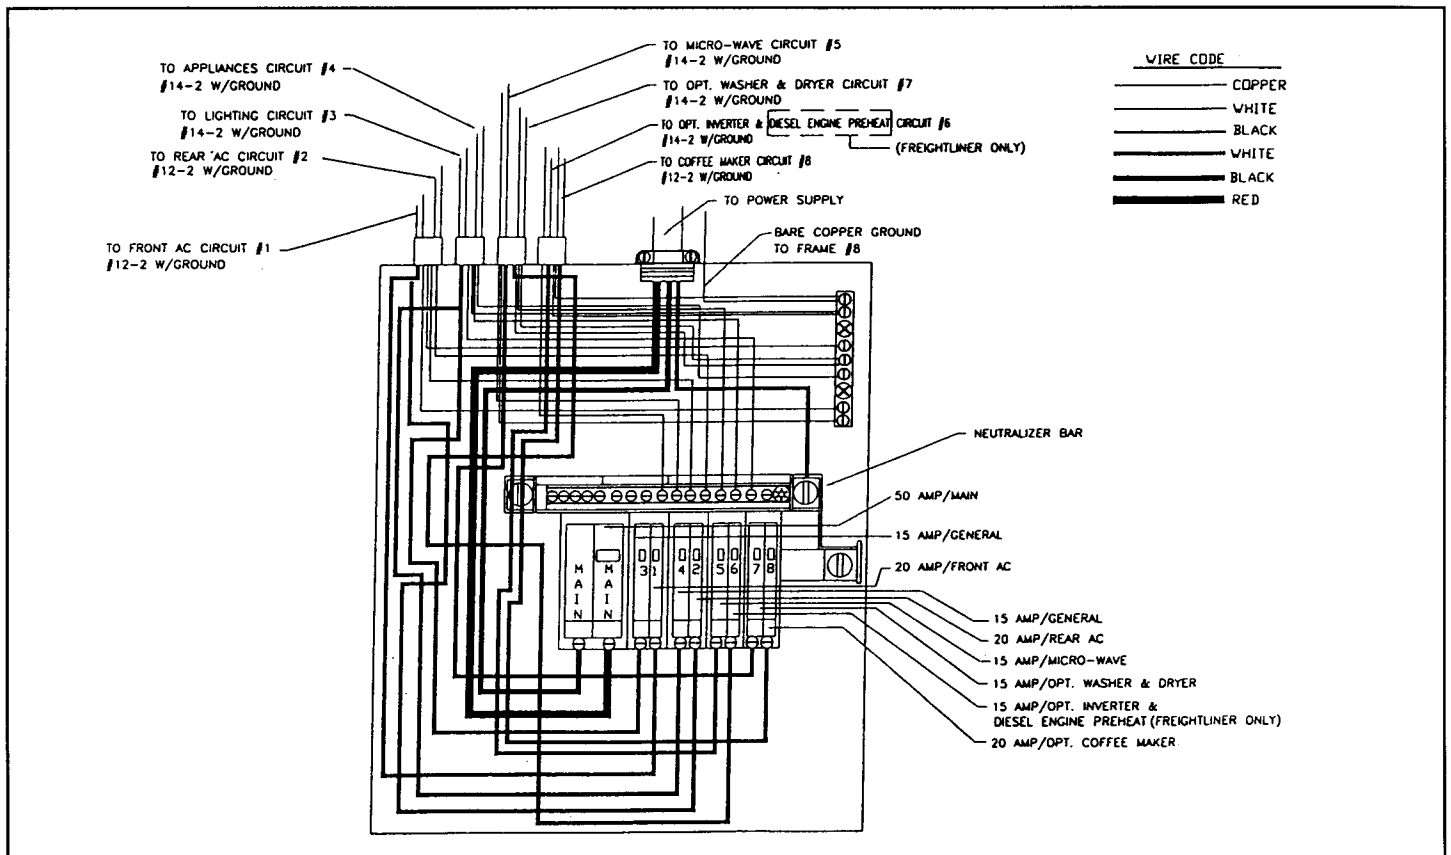 TO MICRO-WAVE CIRCUIT #5
#14-2 W/GROUND
TO APPLIANCES CIRCUIT #4
#14-2 W/GROUND
TO OPT. WASHER & DRYER CIRCUIT #7
#14-2 W/GROUND
TO LIGHTING CIRCUIT #3
#14-2 W/GROUND
TO OPT. INVERTER & DIESEL ENGINE PREHEAT CIRCUIT #6
#14-2 W/GROUND
(FREIGHTLINER ONLY)
TO REAR AC CIRCUIT #2
#12-2 W/GROUND
TO COFFEE MAKER CIRCUIT #8
#12-2 W/GROUND
TO POWER SUPPLY
TO FRONT AC CIRCUIT #1
#12-2 W/GROUND
BARE COPPER GROUND
TO FRAME #8
WIRE CODE
COPPER
WHITE
BLACK
WHITE
BLACK
RED
NEUTRALIZER BAR
50 AMP/MAIN
15 AMP/GENERAL
20 AMP/FRONT AC
MAIN
MAIN
3 1 4 2 5 6 7 8
15 AMP/GENERAL
20 AMP/REAR AC
15 AMP/MICRO-WAVE
15 AMP/OPT. WASHER & DRYER
15 AMP/OPT. INVERTER &
DIESEL ENGINE PREHEAT (FREIGHTLINER ONLY)
20 AMP/OPT. COFFEE MAKER